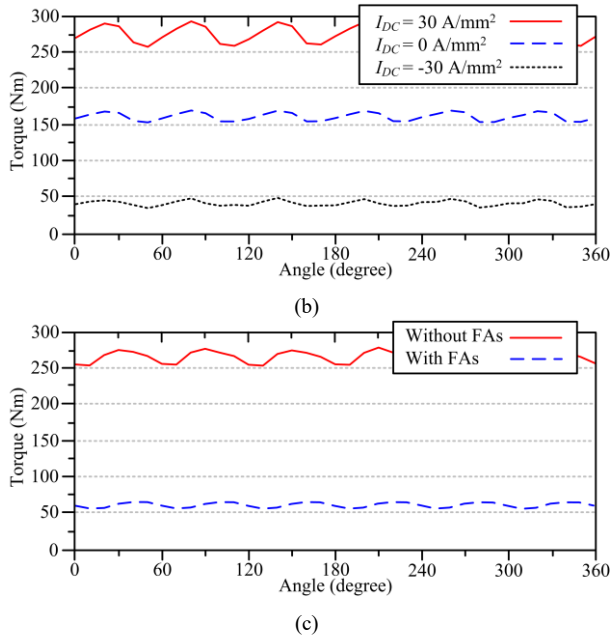 300
250
200
150
100
50
0
Torque (Nm)
I_DC = 30 A/mm²
I_DC = 0 A/mm²
I_DC = -30 A/mm²
0 60 120 180 240 300 360
Angle (degree)
(b)
300
250
200
150
100
50
0
Torque (Nm)
Without FAs
With FAs
0 60 120 180 240 300 360
Angle (degree)
(c)